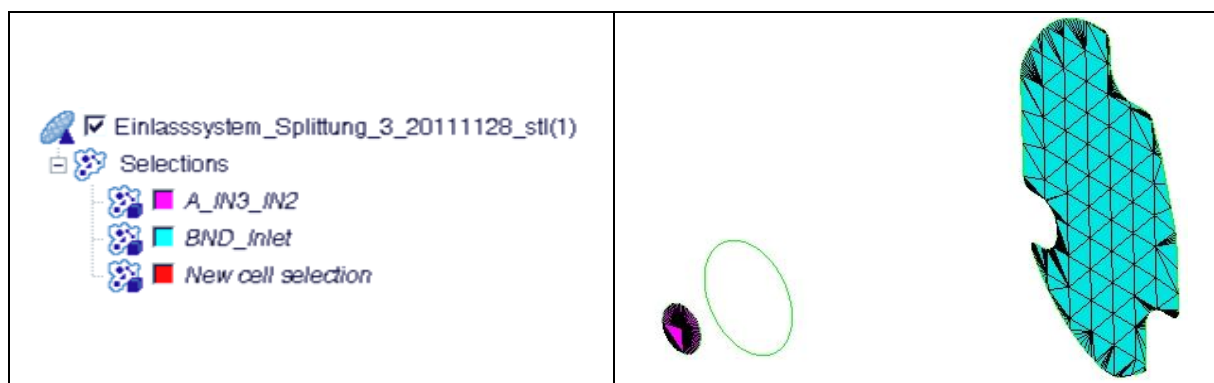 Einlasssystem_Splittung_3_20111128_stl(1)
Selections
A_IN3_IN2
BND_Inlet
New cell selection